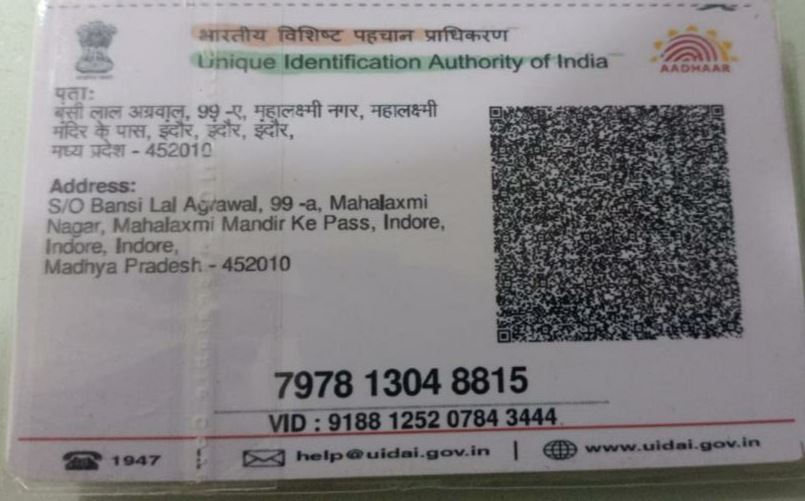 भारतीय विशिष्ट पहचान प्राधिकरण
Unique Identification Authority of India
AADHAAR
पता:
बंसी लाल अग्रवाल, 99 -ए, महालक्ष्मी नगर, महालक्ष्मी
मंदिर के पास, इंदौर, इंदौर, इंदौर,
मध्य प्रदेश - 452010
Address:
S/O Bansi Lal Agrawal, 99 -a, Mahalaxmi
Nagar, Mahalaxmi Mandir Ke Pass, Indore,
Indore, Indore,
Madhya Pradesh - 452010
7978 1304 8815
VID : 9188 1252 0784 3444
1947 | help@uidai.gov.in | www.uidai.gov.in